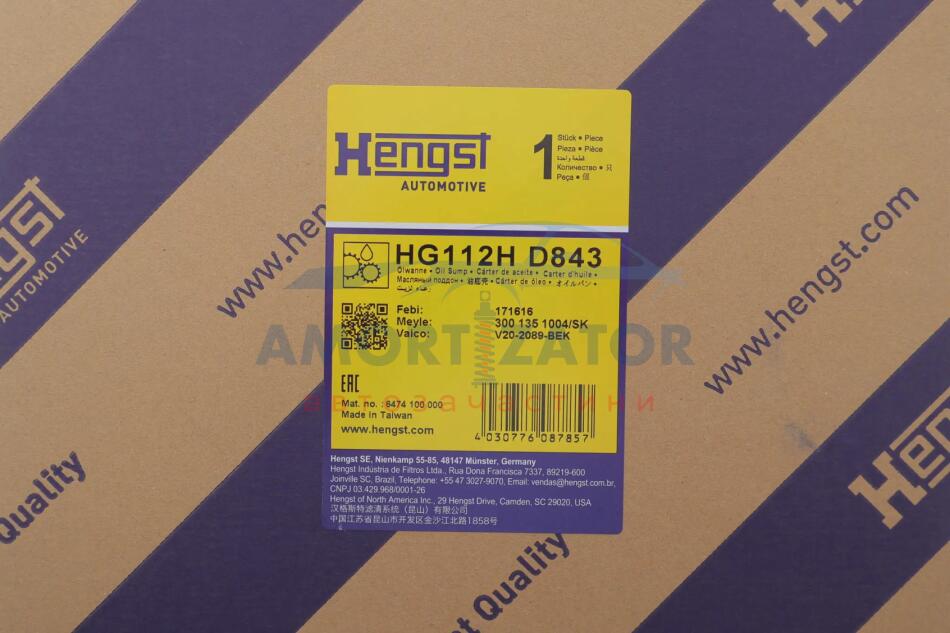 Hengst
AUTOMOTIVE
1
Stück • Piece
Pieza • Pièce
قطعة واحدة
Количество • 只
Peça • 個
HG112H D843
Ölwanne • Oil Sump • Cárter de aceite • Carter d'huile •
Масляный поддон • 油底壳 • Cárter de óleo • オイルパン •
Febi: 171616
Meyle: 300 135 1004/SK
Vaico: V20-2089-BEK
AMORTIZATOR
автозапчастини
EAC
Mat. no.: 6474 100 000
Made in Taiwan
www.hengst.com
4 030776 087857
Hengst SE, Nienkamp 55-85, 48147 Münster, Germany
Hengst Indústria de Filtros Ltda., Rua Dona Francisca 7337, 89219-600
Joinville SC, Brazil, Telephone: +55 47 3027-9070, Email: vendas@hengst.com.br,
CNPJ 03.429.968/0001-26
Hengst of North America Inc., 29 Hengst Drive, Camden, SC 29020, USA
汉格斯特滤清系统（昆山）有限公司
中国江苏省昆山市开发区金沙江北路1858号
Quality
Hengst
AUTOMOTIVE
www.hen
ngst.com
www.hengst.com
Quality
Hengst
Quality